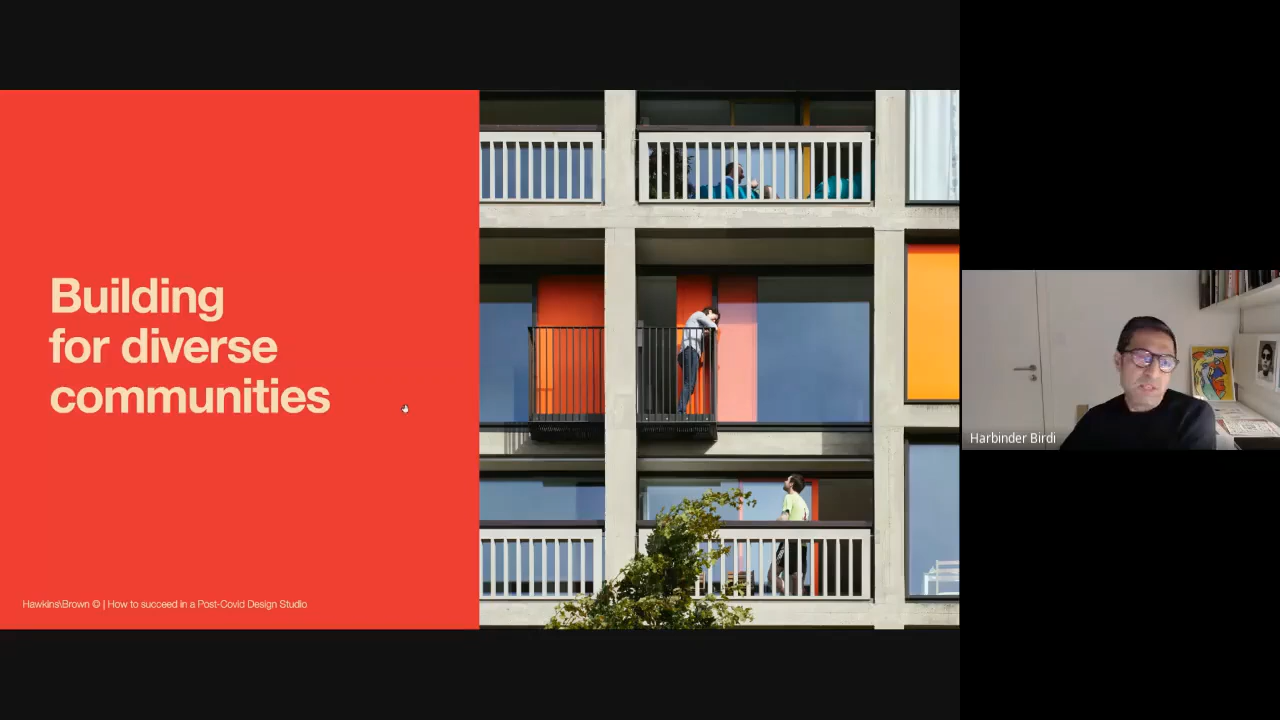 Building
for diverse
communities
Hawkins\Brown © | How to succeed in a Post-Covid Design Studio
Harbinder Birdi